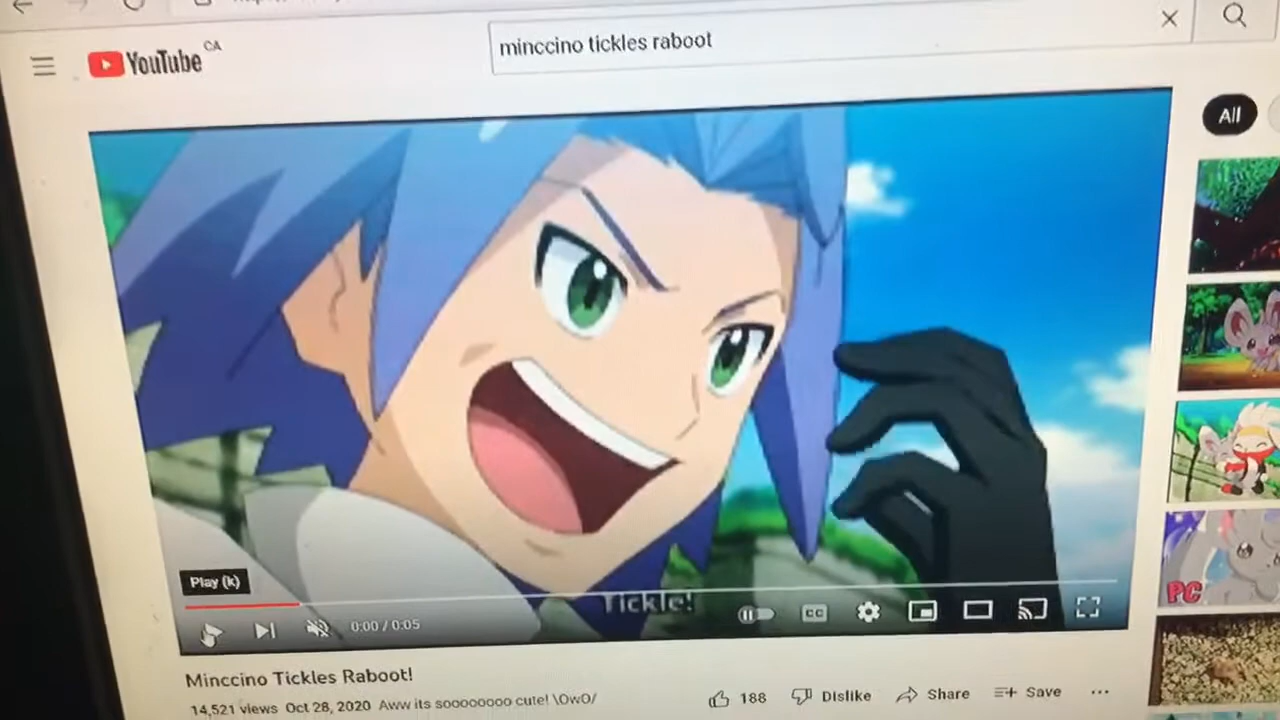 YouTube CA
minccino tickles raboot
All
Tickle!
Play (k)
0:00 / 0:05
CC
PC
Minccino Tickles Raboot!
14,521 views Oct 28, 2020 Aww its soooooooo cute! \OwO/
188 Dislike Share Save